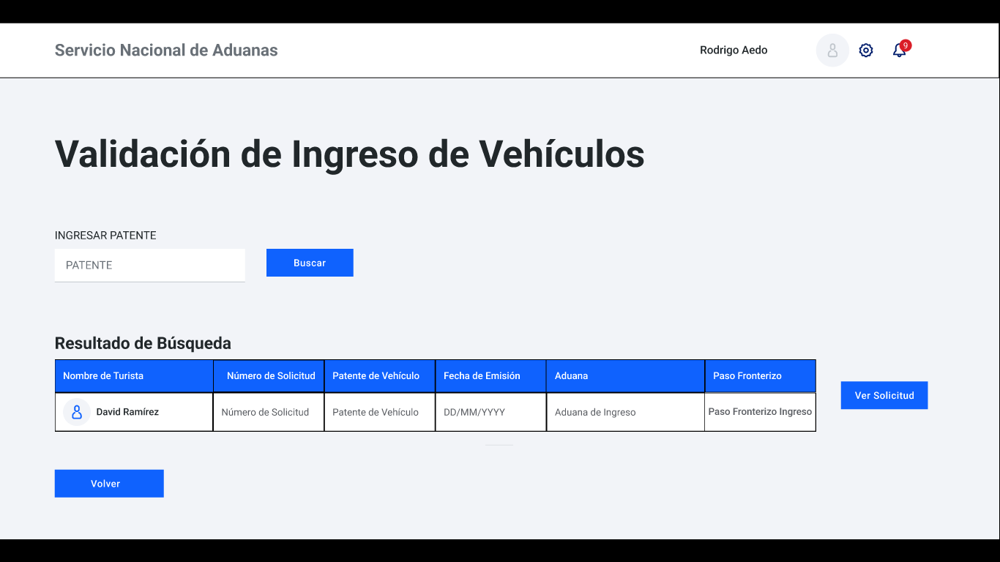 Servicio Nacional de Aduanas
Rodrigo Aedo
9
Validación de Ingreso de Vehículos
INGRESAR PATENTE
PATENTE
Buscar
Resultado de Búsqueda
Nombre de Turista Número de Solicitud Patente de Vehículo Fecha de Emisión Aduana Paso Fronterizo
David Ramírez Número de Solicitud Patente de Vehículo DD/MM/YYYY Aduana de Ingreso Paso Fronterizo Ingreso
Ver Solicitud
Volver